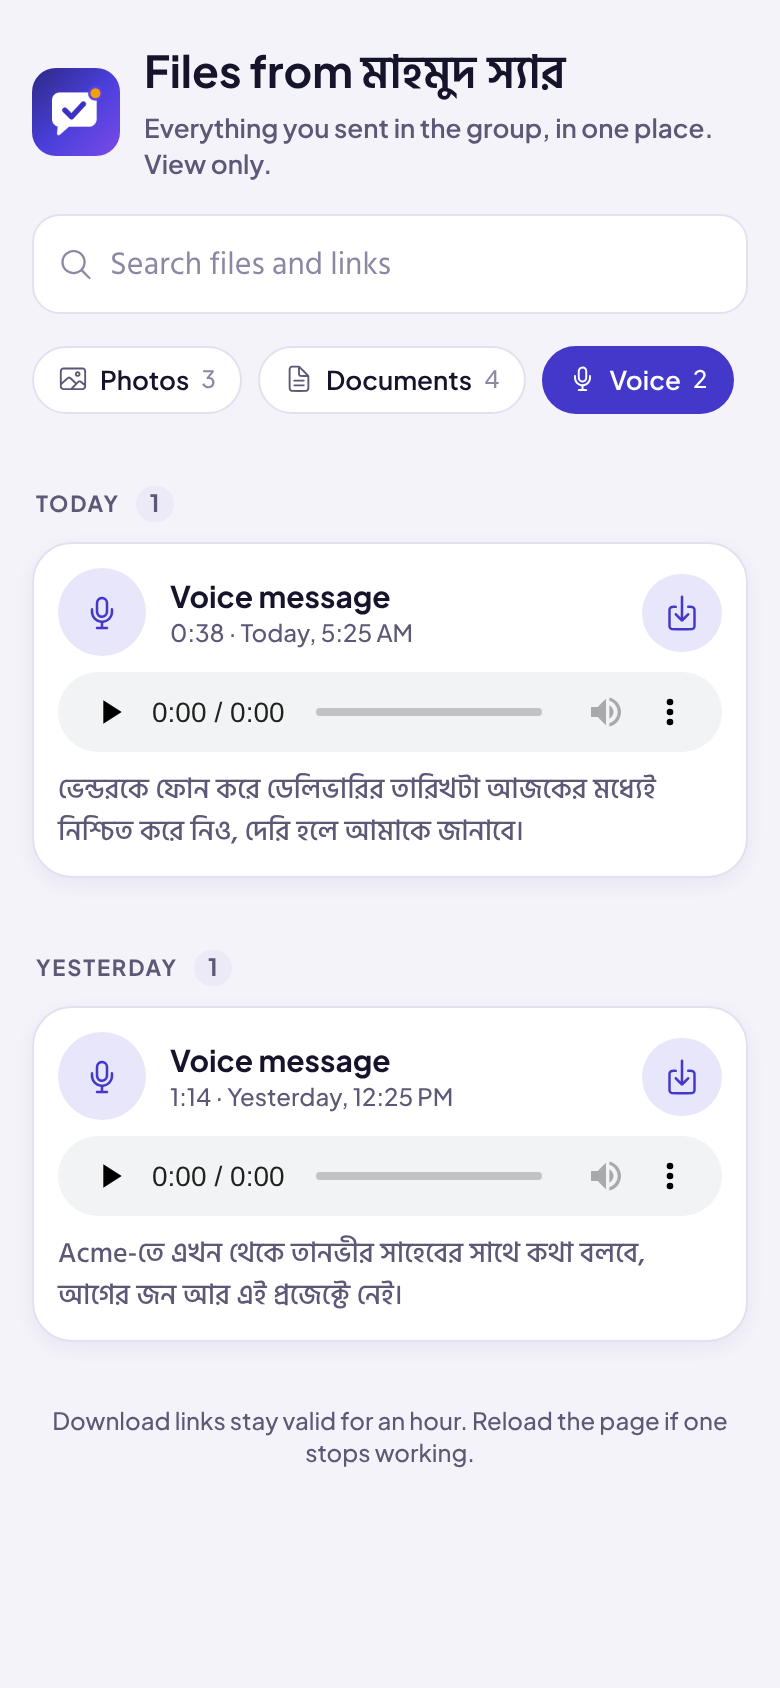 Files from মাহমুদ স্যার
Everything you sent in the group, in one place.
View only.
Search files and links
Photos 3
Documents 4
Voice 2
TODAY 1
Voice message
0:38 · Today, 5:25 AM
0:00 / 0:00
ভেন্ডরকে ফোন করে ডেলিভারির তারিখটা আজকের মধ্যেই
নিশ্চিত করে নিও, দেরি হলে আমাকে জানাবে।
YESTERDAY 1
Voice message
1:14 · Yesterday, 12:25 PM
0:00 / 0:00
Acme-তে এখন থেকে তানভীর সাহেবের সাথে কথা বলবে,
আগের জন আর এই প্রজেক্টে নেই।
Download links stay valid for an hour. Reload the page if one
stops working.